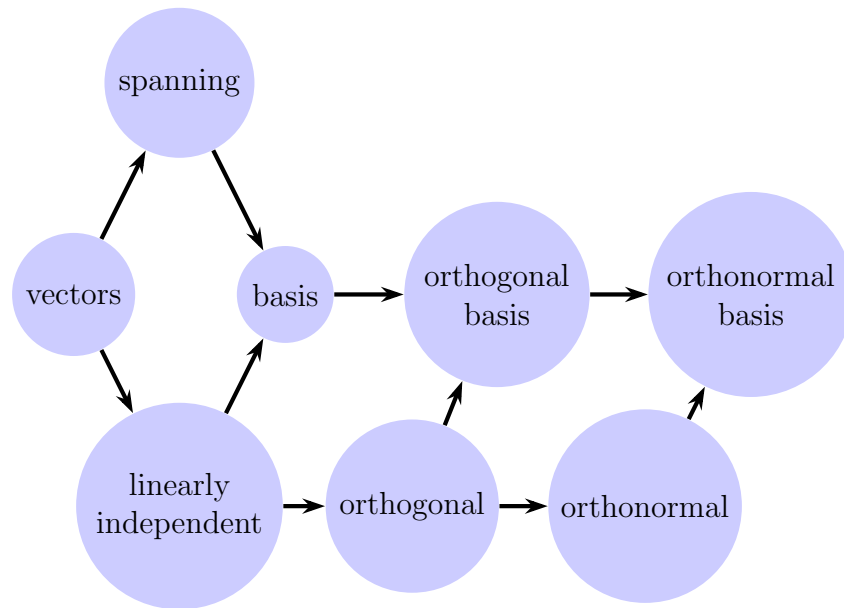 spanning
vectors
basis
orthogonal
basis
orthonormal
basis
linearly
independent
orthogonal
orthonormal